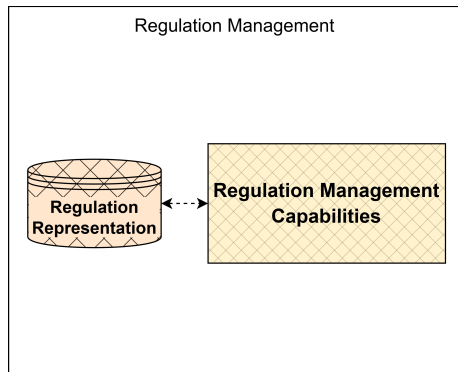 Regulation Management
Regulation
Representation
Regulation Management
Capabilities